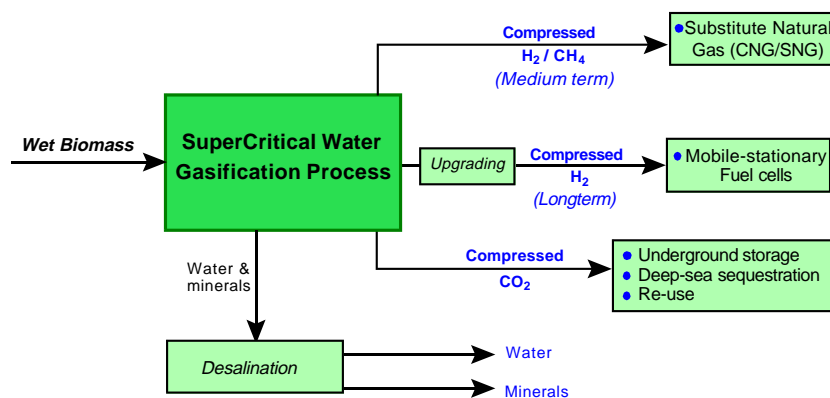 Compressed
H2 / CH4
(Medium term)
Substitute Natural
Gas (CNG/SNG)
Wet Biomass
SuperCritical Water
Gasification Process
Upgrading
Compressed
H2
(Longterm)
Mobile-stationary
Fuel cells
Compressed
CO2
Underground storage
Deep-sea sequestration
Re-use
Water &
minerals
Desalination
Water
Minerals